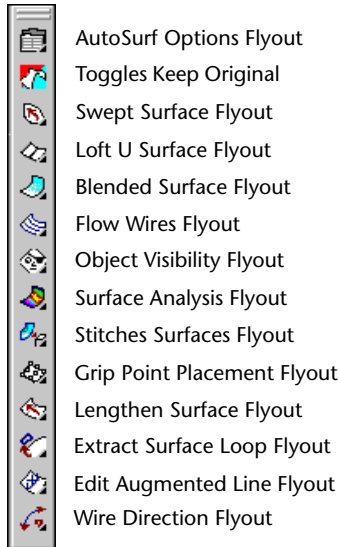 AutoSurf Options Flyout
Toggles Keep Original
Swept Surface Flyout
Loft U Surface Flyout
Blended Surface Flyout
Flow Wires Flyout
Object Visibility Flyout
Surface Analysis Flyout
Stitches Surfaces Flyout
Grip Point Placement Flyout
Lengthen Surface Flyout
Extract Surface Loop Flyout
Edit Augmented Line Flyout
Wire Direction Flyout